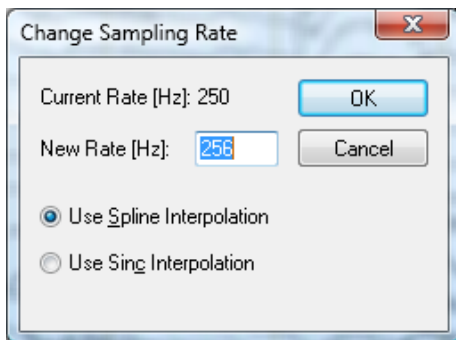 Change Sampling Rate
Current Rate [Hz]: 250
OK
New Rate [Hz]: 256
Cancel
Use Spline Interpolation
Use Sinc Interpolation